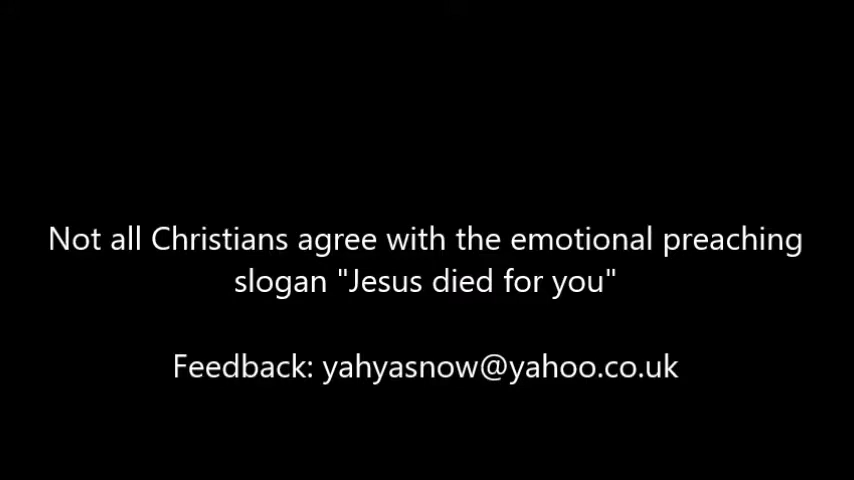 Not all Christians agree with the emotional preaching
slogan "Jesus died for you"
Feedback: yahyasnow@yahoo.co.uk